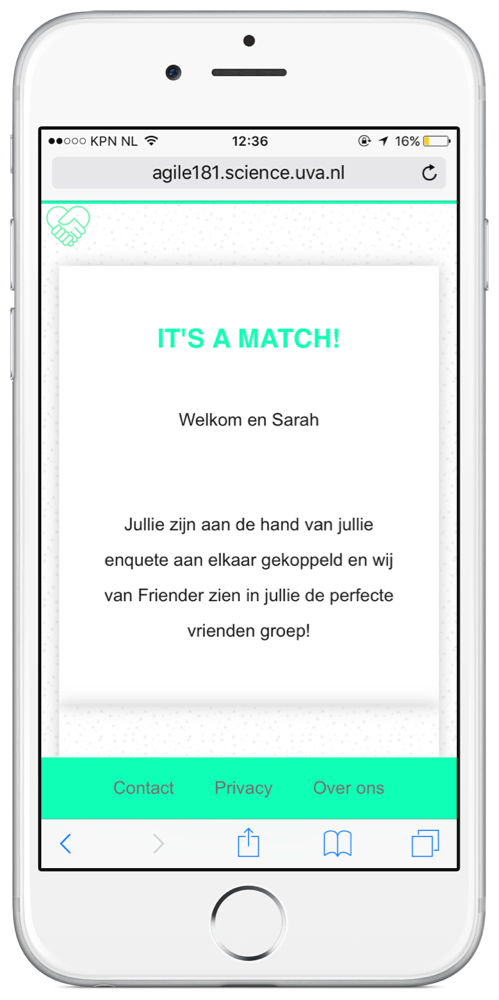 KPN NL 12:36 16%
agile181.science.uva.nl
IT'S A MATCH!
Welkom en Sarah
Jullie zijn aan de hand van jullie
enquete aan elkaar gekoppeld en wij
van Friender zien in jullie de perfecte
vrienden groep!
Contact Privacy Over ons